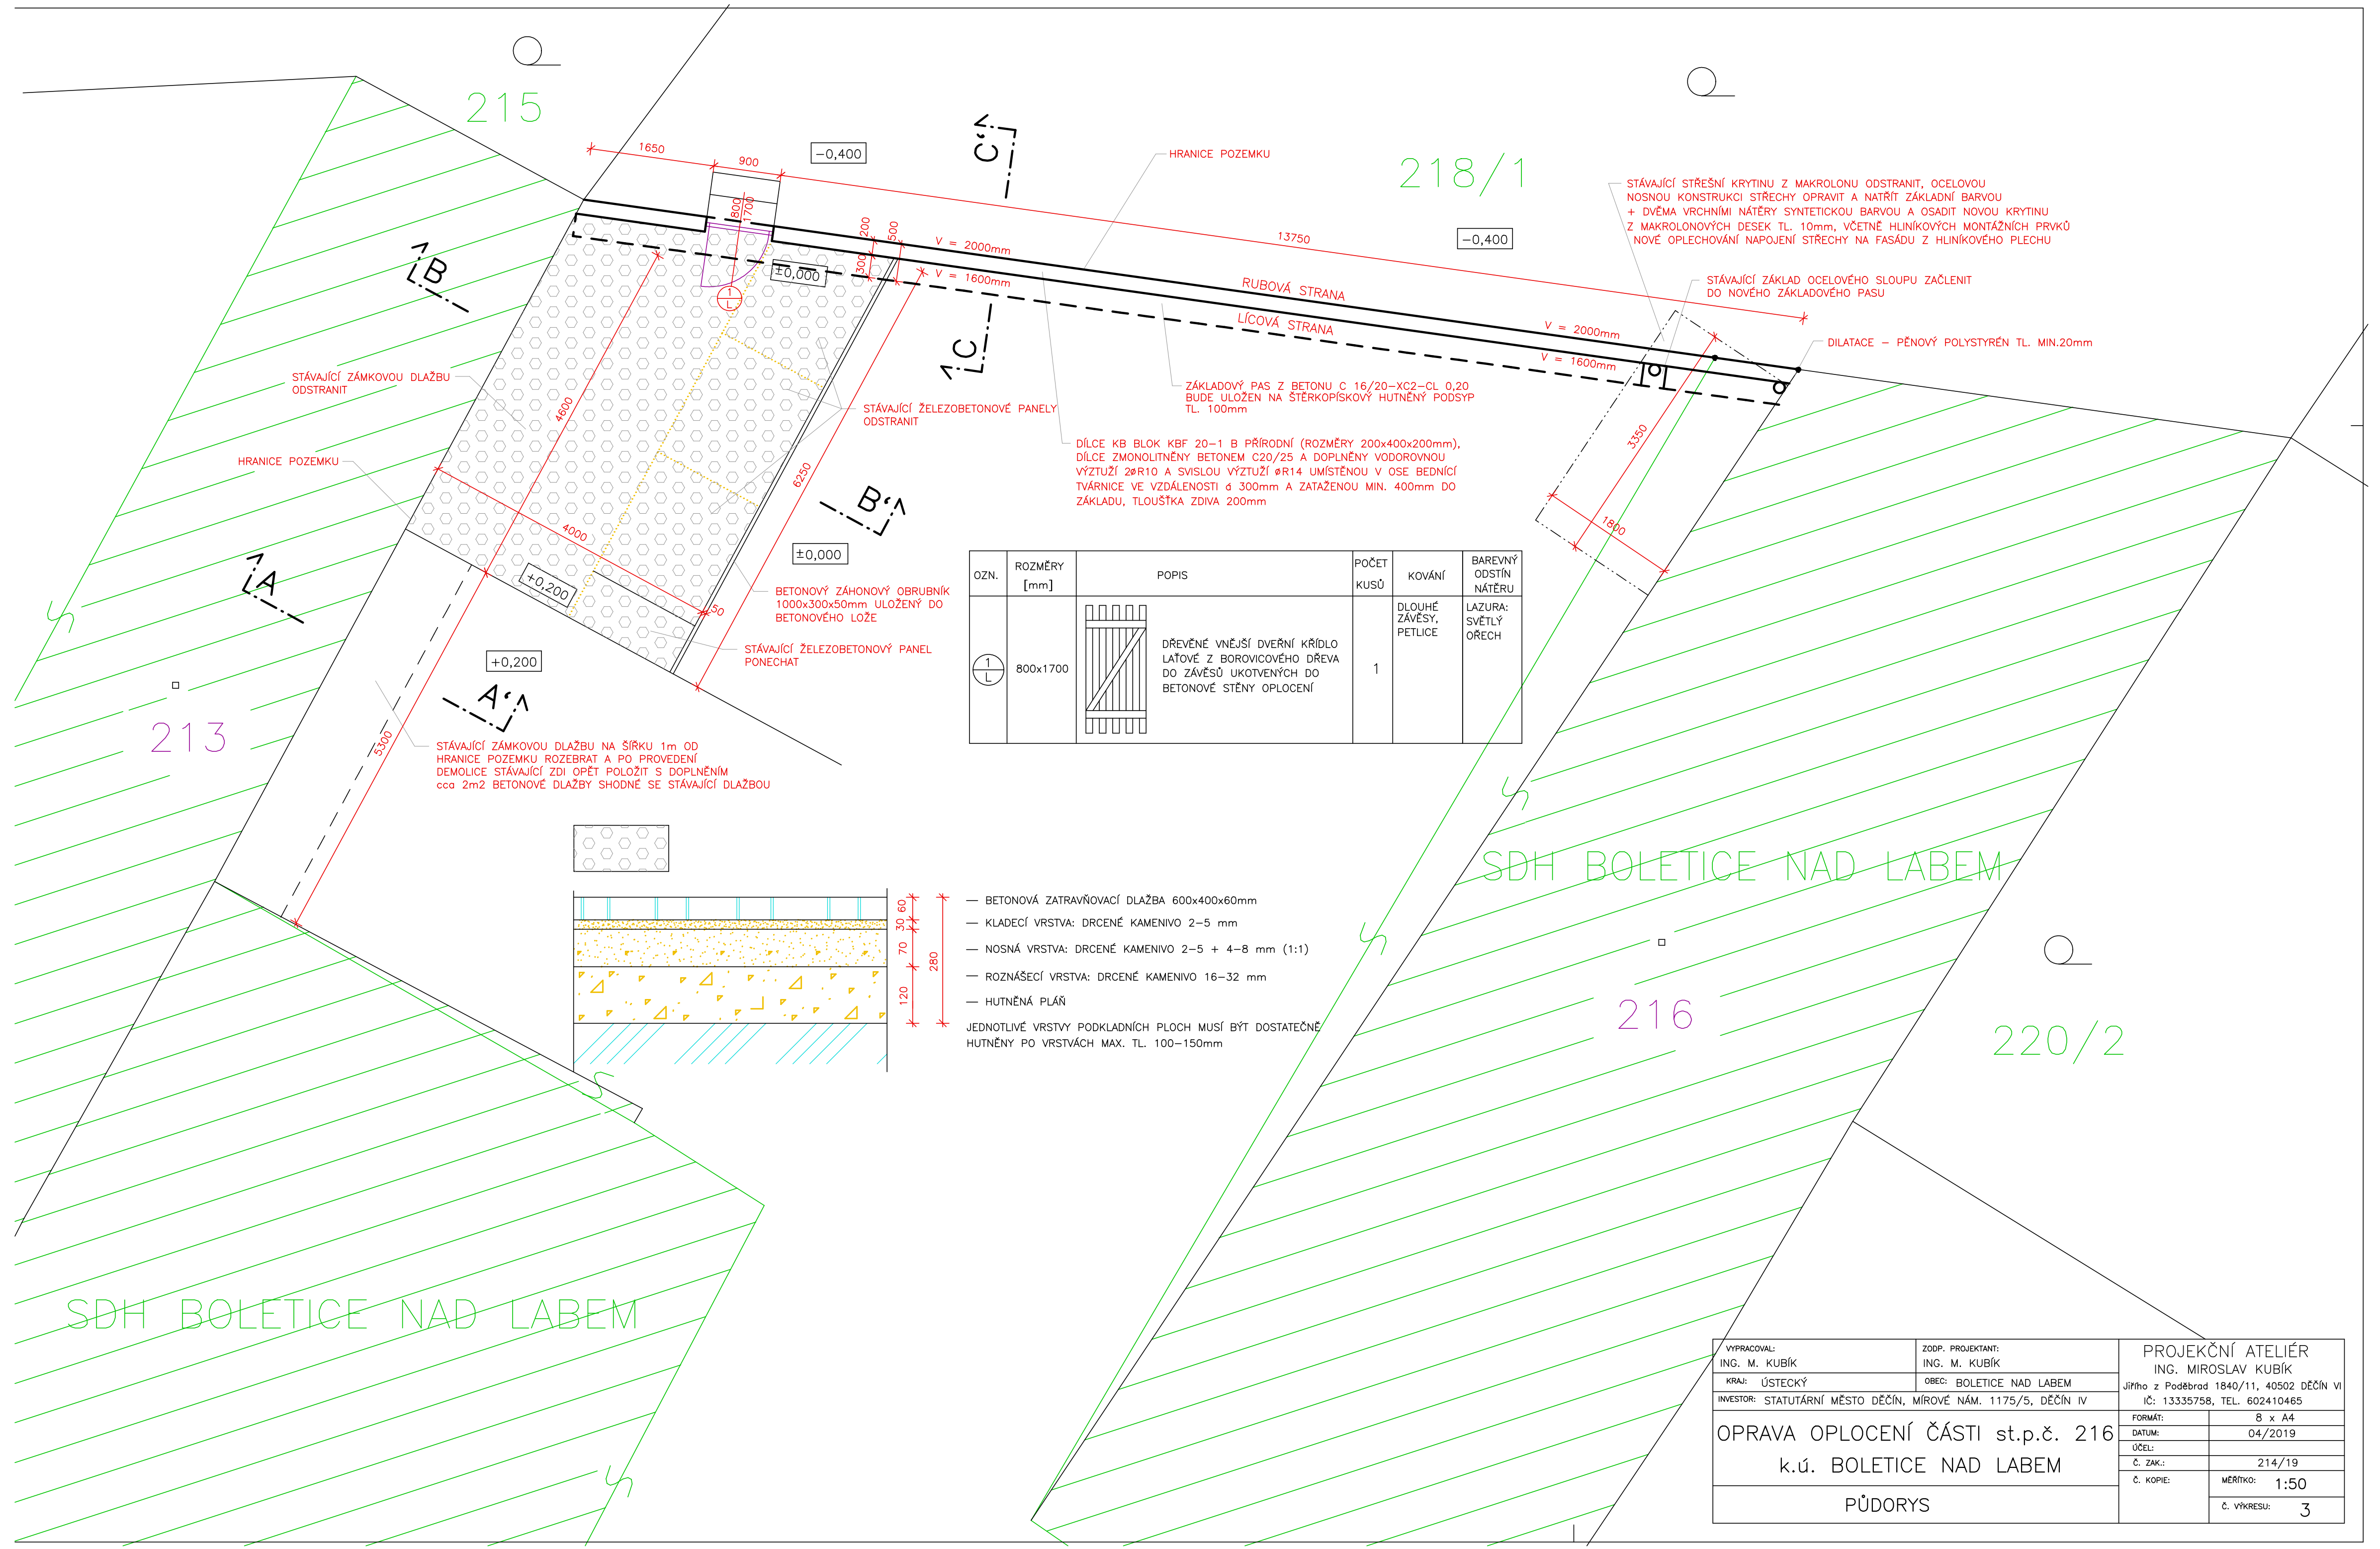 215
218/1
1650
900
-0,400
C'
HRANICE POZEMKU
800
1700
200
500
300
±0,000
1
L
V = 2000mm
V = 1600mm
13750
-0,400
RUBOVÁ STRANA
LÍCOVÁ STRANA
V = 2000mm
V = 1600mm
STÁVAJÍCÍ STŘEŠNÍ KRYTINU Z MAKROLONU ODSTRANIT, OCELOVOU
NOSNOU KONSTRUKCI STŘECHY OPRAVIT A NATŘÍT ZÁKLADNÍ BARVOU
+ DVĚMA VRCHNÍMI NÁTĚRY SYNTETICKOU BARVOU A OSADIT NOVOU KRYTINU
Z MAKROLONOVÝCH DESEK TL. 10mm, VČETNĚ HLINÍKOVÝCH MONTÁŽNÍCH PRVKŮ
NOVÉ OPLECHOVÁNÍ NAPOJENÍ STŘECHY NA FASÁDU Z HLINÍKOVÉHO PLECHU
STÁVAJÍCÍ ZÁKLAD OCELOVÉHO SLOUPU ZAČLENIT
DO NOVÉHO ZÁKLADOVÉHO PASU
DILATACE – PĚNOVÝ POLYSTYRÉN TL. MIN.20mm
B
C
STÁVAJÍCÍ ZÁMKOVOU DLAŽBU
ODSTRANIT
4600
STÁVAJÍCÍ ŽELEZOBETONOVÉ PANELY
ODSTRANIT
ZÁKLADOVÝ PAS Z BETONU C 16/20-XC2-CL 0,20
BUDE ULOŽEN NA ŠTĚRKOPÍSKOVÝ HUTNĚNÝ PODSYP
TL. 100mm
DÍLCE KB BLOK KBF 20-1 B PŘÍRODNÍ (ROZMĚRY 200x400x200mm),
DÍLCE ZMONOLITNĚNY BETONEM C20/25 A DOPLNĚNY VODOROVNOU
VÝZTUŽÍ 2øR10 A SVISLOU VÝZTUŽÍ øR14 UMÍSTĚNOU V OSE BEDNÍCÍ
TVÁRNICE VE VZDÁLENOSTI á 300mm A ZATAŽENOU MIN. 400mm DO
ZÁKLADU, TLOUŠŤKA ZDIVA 200mm
3350
1800
HRANICE POZEMKU
6250
B'
4000
±0,000
+0,200
50
A
BETONOVÝ ZÁHONOVÝ OBRUBNÍK
1000x300x50mm ULOŽENÝ DO
BETONOVÉHO LOŽE
STÁVAJÍCÍ ŽELEZOBETONOVÝ PANEL
PONECHAT
+0,200
A'
213
5300
STÁVAJÍCÍ ZÁMKOVOU DLAŽBU NA ŠÍŘKU 1m OD
HRANICE POZEMKU ROZEBRAT A PO PROVEDENÍ
DEMOLICE STÁVAJÍCÍ ZDI OPĚT POLOŽIT S DOPLNĚNÍM
cca 2m2 BETONOVÉ DLAŽBY SHODNÉ SE STÁVAJÍCÍ DLAŽBOU
OZN.
ROZMĚRY
[mm]
POPIS
POČET
KUSŮ
KOVÁNÍ
BAREVNÝ
ODSTÍN
NÁTĚRU
1
L
800x1700
DŘEVĚNÉ VNĚJŠÍ DVEŘNÍ KŘÍDLO
LAŤOVÉ Z BOROVICOVÉHO DŘEVA
DO ZÁVĚSŮ UKOTVENÝCH DO
BETONOVÉ STĚNY OPLOCENÍ
1
DLOUHÉ
ZÁVĚSY,
PETLICE
LAZURA:
SVĚTLÝ
OŘECH
60
30
70
120
280
— BETONOVÁ ZATRAVŇOVACÍ DLAŽBA 600x400x60mm
— KLADECÍ VRSTVA: DRCENÉ KAMENIVO 2-5 mm
— NOSNÁ VRSTVA: DRCENÉ KAMENIVO 2-5 + 4-8 mm (1:1)
— ROZNÁŠECÍ VRSTVA: DRCENÉ KAMENIVO 16-32 mm
— HUTNĚNÁ PLÁŇ
JEDNOTLIVÉ VRSTVY PODKLADNÍCH PLOCH MUSÍ BÝT DOSTATEČNĚ
HUTNĚNY PO VRSTVÁCH MAX. TL. 100-150mm
SDH BOLETICE NAD LABEM
216
220/2
SDH BOLETICE NAD LABEM
VYPRACOVAL:
ING. M. KUBÍK
ZODP. PROJEKTANT:
ING. M. KUBÍK
KRAJ: ÚSTECKÝ
OBEC: BOLETICE NAD LABEM
INVESTOR: STATUTÁRNÍ MĚSTO DĚČÍN, MÍROVÉ NÁM. 1175/5, DĚČÍN IV
PROJEKČNÍ ATELIÉR
ING. MIROSLAV KUBÍK
Jiřího z Poděbrad 1840/11, 40502 DĚČÍN VI
IČ: 13335758, TEL. 602410465
OPRAVA OPLOCENÍ ČÁSTI st.p.č. 216
k.ú. BOLETICE NAD LABEM
PŮDORYS
FORMÁT: 8 x A4
DATUM: 04/2019
ÚČEL:
Č. ZAK.: 214/19
Č. KOPIE:
MĚŘÍTKO: 1:50
Č. VÝKRESU: 3